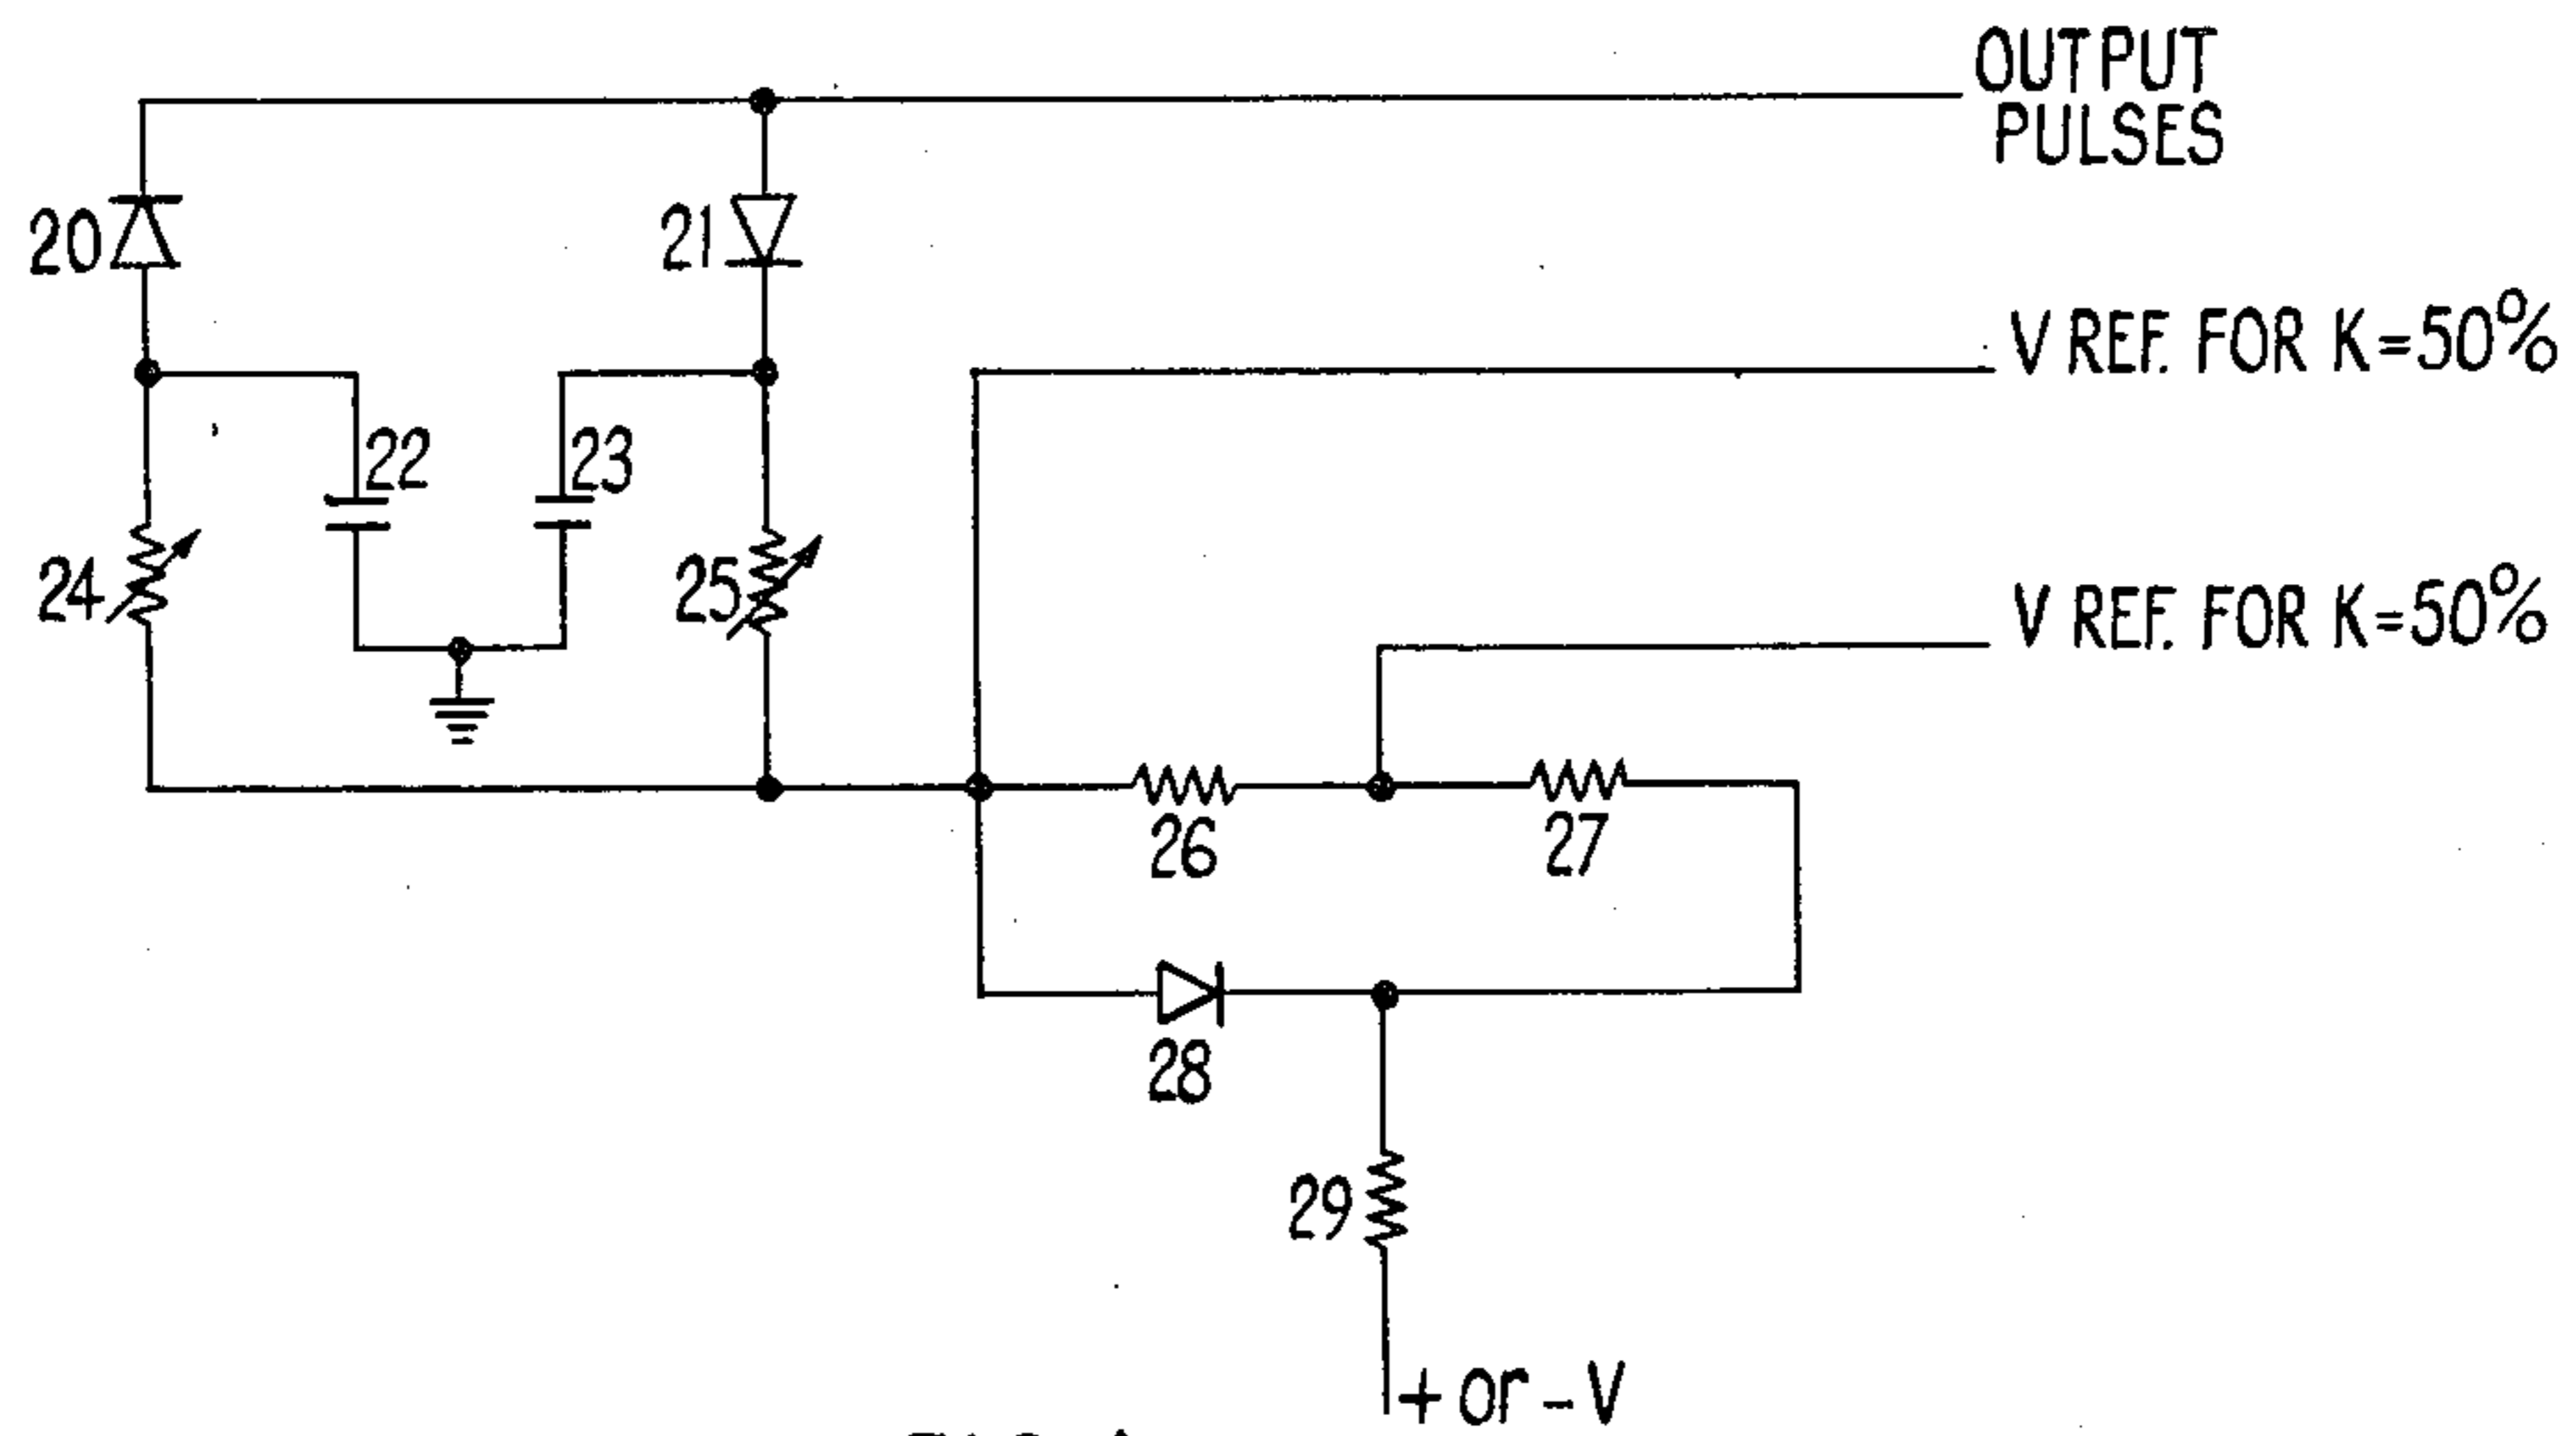 OUTPUT
PULSES
20
21
V REF. FOR K=50%
22
23
24
25
V REF. FOR K=50%
26
27
28
29
+ or - V